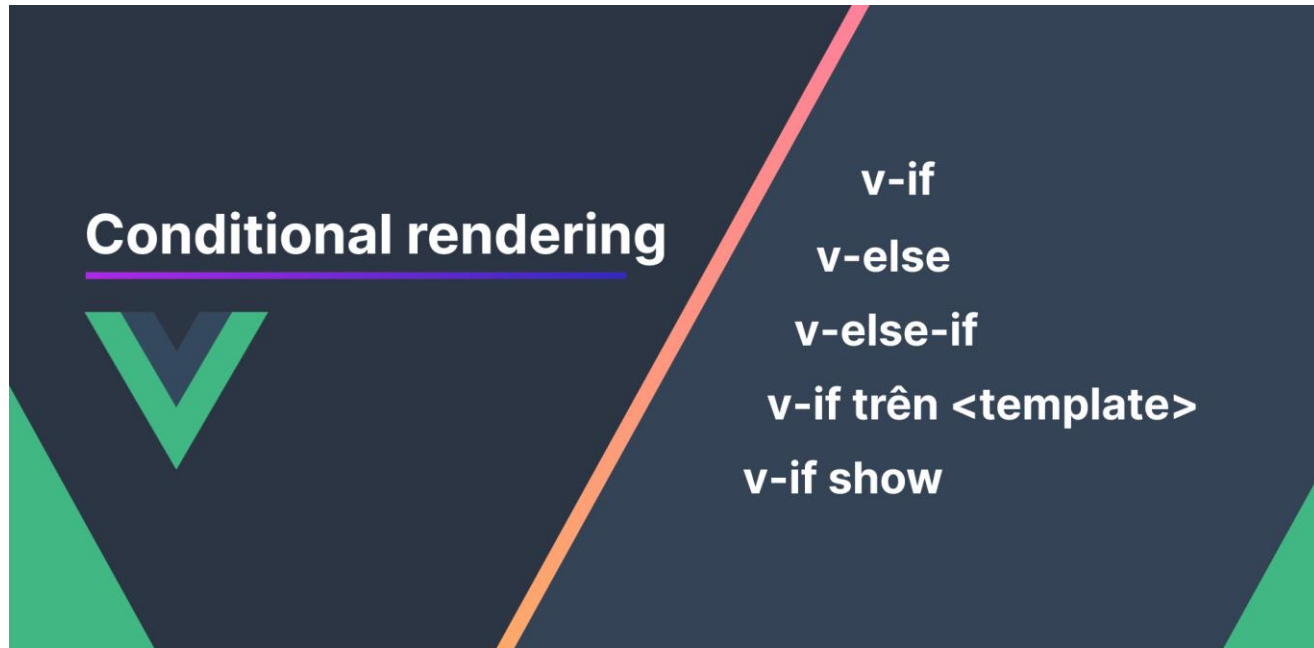 Conditional rendering
v-if
v-else
v-else-if
v-if trên <template>
v-if show